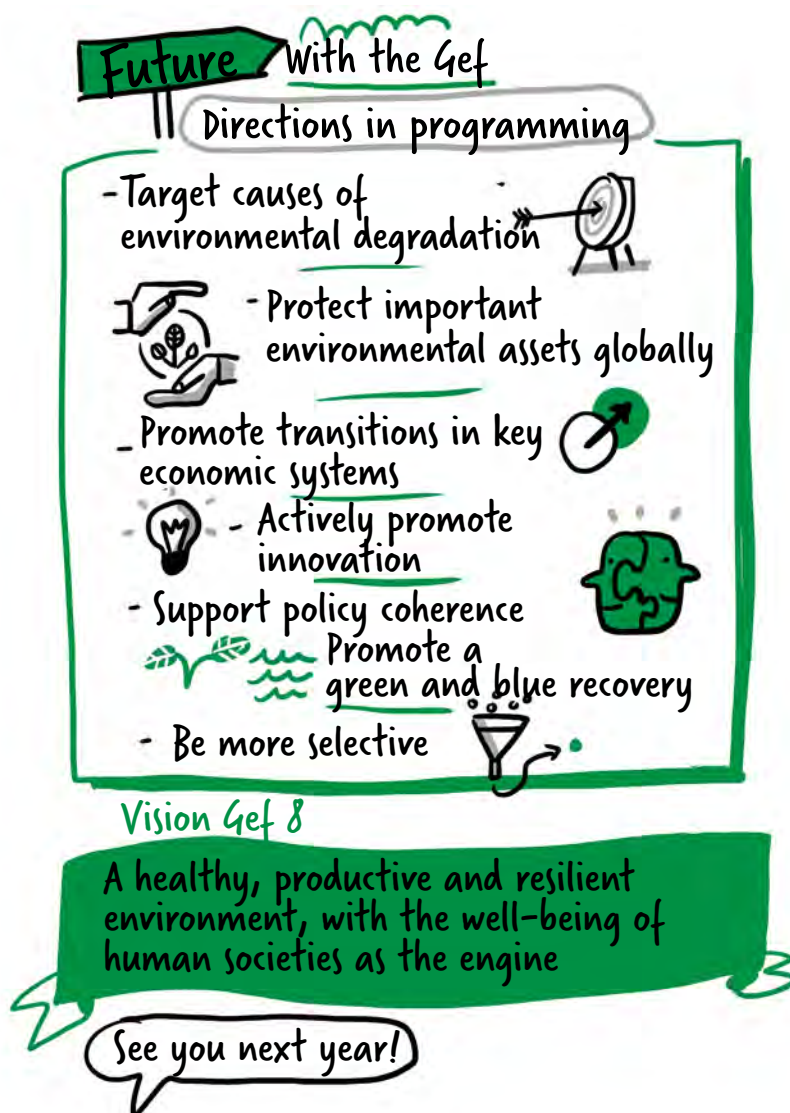 Future With the Gef
Directions in programming
-Target causes of
environmental degradation
- Protect important
environmental assets globally
- Promote transitions in key
economic systems
- Actively promote
innovation
- Support policy coherence
Promote a
green and blue recovery
- Be more selective
Vision Gef 8
A healthy, productive and resilient
environment, with the well-being of
human societies as the engine
See you next year!